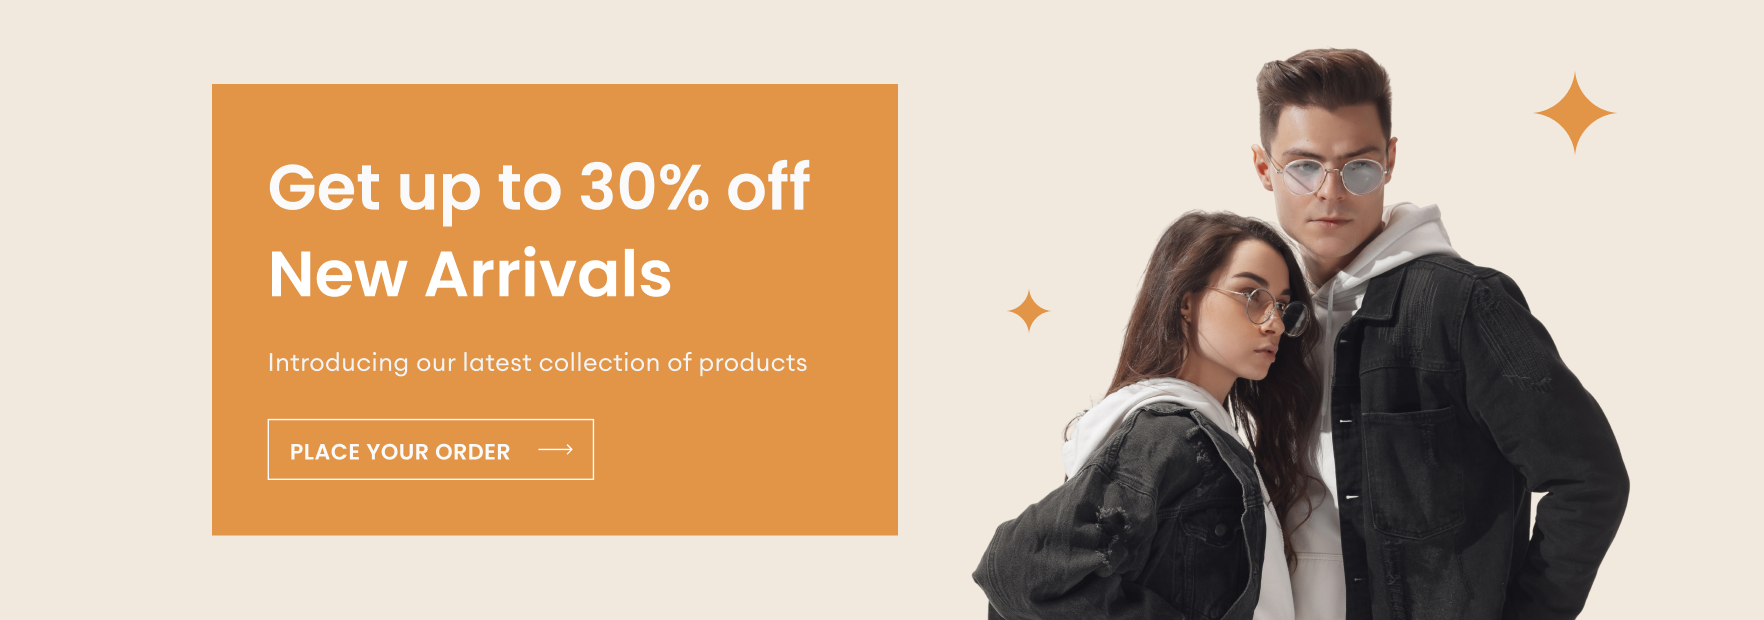 Get up to 30% off
New Arrivals
Introducing our latest collection of products
PLACE YOUR ORDER